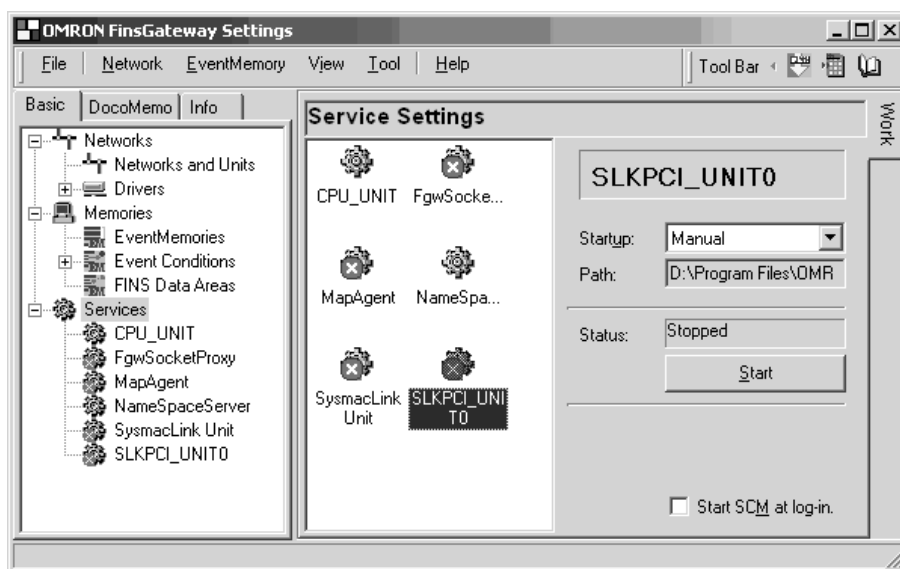 OMRON FinsGateway Settings
File Network EventMemory View Tool Help Tool Bar
Basic DocoMemo Info
Networks
Networks and Units
Drivers
Memories
EventMemories
Event Conditions
FINS Data Areas
Services
CPU_UNIT
FgwSocketProxy
MapAgent
NameSpaceServer
SysmacLink Unit
SLKPCI_UNIT0
Service Settings
CPU_UNIT FgwSocke...
MapAgent NameSpa...
SysmacLink SLKPCI_UNI
Unit T0
SLKPCI_UNIT0
Startup: Manual
Path: D:\Program Files\OMR
Status: Stopped
Start
Start SCM at log-in.
Work